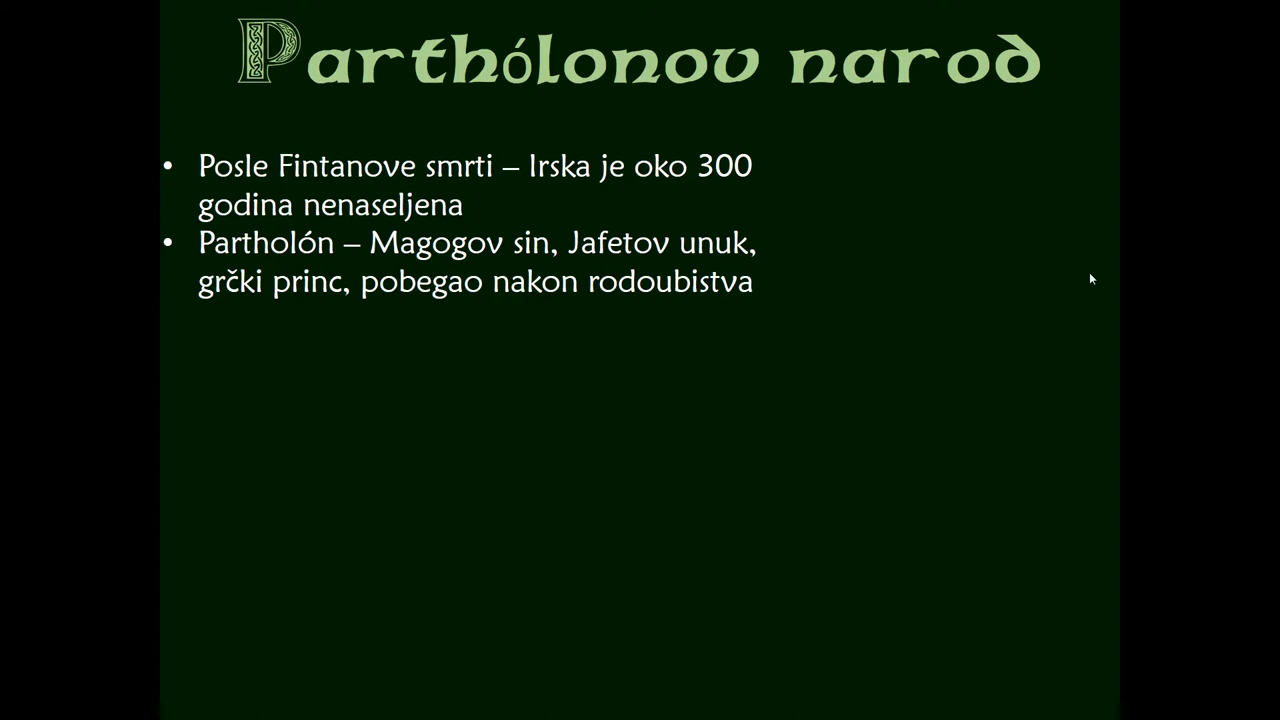 Parthólonov narod
• Posle Fintanove smrti – Irska je oko 300
godina nenaseljena
• Partholón – Magogov sin, Jafetov unuk,
grčki princ, pobegao nakon rodoubistva